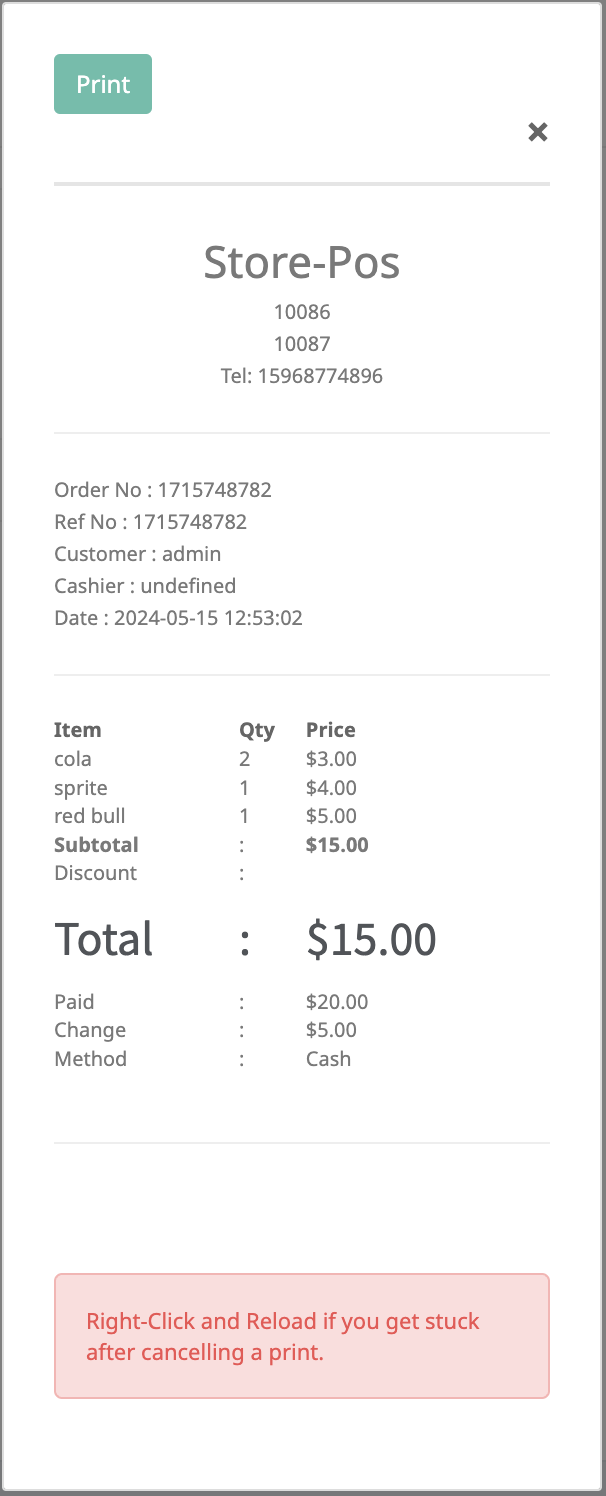 Print
×
Store-Pos
10086
10087
Tel: 15968774896
Order No : 1715748782
Ref No : 1715748782
Customer : admin
Cashier : undefined
Date : 2024-05-15 12:53:02
Item Qty Price
cola 2 $3.00
sprite 1 $4.00
red bull 1 $5.00
Subtotal : $15.00
Discount :
Total : $15.00
Paid : $20.00
Change : $5.00
Method : Cash
Right-Click and Reload if you get stuck
after cancelling a print.